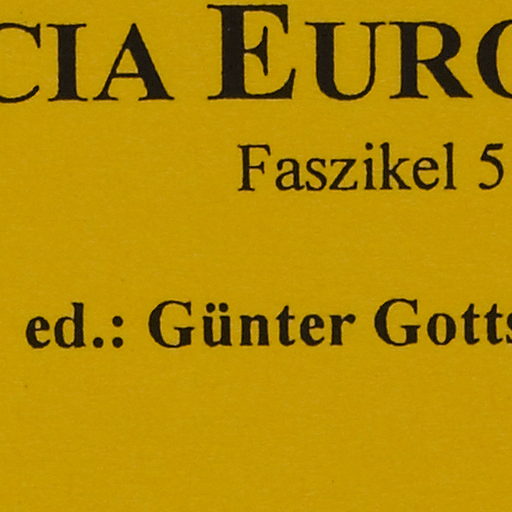 CIA EURO
Faszikel 5
ed.: Günter Gotts